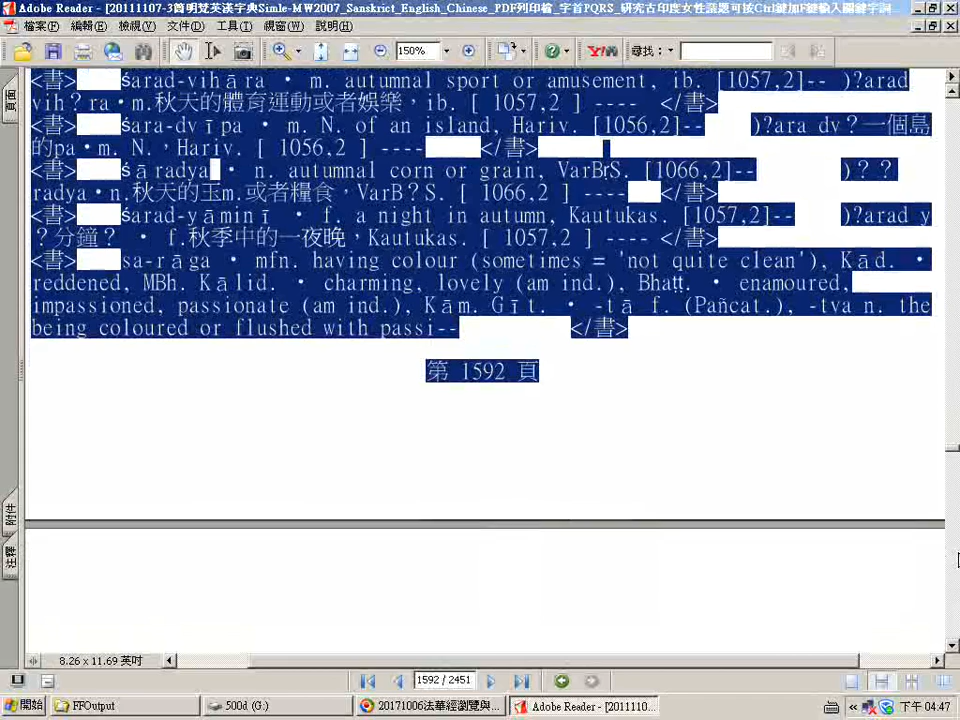 Adobe Reader - [20111107-3簡明梵英漢字典Simle-MW2007_Sanskrict_English_Chinese_PDF列印檔_字首PQRS_研究古印度女性議題可按Ctrl鍵加F鍵輸入關鍵字詞
檔案(F) 編輯(E) 檢視(V) 文件(D) 工具(T) 視窗(W) 說明(H)
150% 尋找：
頁面
<書> śarad-vihāra • m. autumnal sport or amusement, ib. [1057,2]-- )?arad
vih？ra•m.秋天的體育運動或者娛樂，ib. [ 1057,2 ] ---- </書>
<書> śara-dvīpa • m. N. of an island, Hariv. [1056,2]-- )?ara dv？一個島
的pa•m. N.，Hariv. [ 1056,2 ] ---- </書>
<書> śāradya • n. autumnal corn or grain, VarBṛS. [1066,2]-- )？？
radya•n.秋天的玉m.或者糧食，VarB？S. [ 1066,2 ] ---- </書>
<書> śarad-yāminī • f. a night in autumn, Kautukas. [1057,2]-- )?arad y
？分鐘？ • f.秋季中的一夜晚，Kautukas. [ 1057,2 ] ---- </書>
<書> sa-rāga • mfn. having colour (sometimes = 'not quite clean'), Kād. •
reddened, MBh. Kālid. • charming, lovely (am ind.), Bhaṭṭ. • enamoured,
impassioned, passionate (am ind.), Kām. Gīt. • -tā f. (Pañcat.), -tva n. the
being coloured or flushed with passi-- </書>
第 1592 頁
附件
注釋
8.26 x 11.69 英吋
1592 / 2451
開始 FFOutput 500d (G:) 20171006法華經瀏覽與... Adobe Reader - [2011110... 下午 04:47